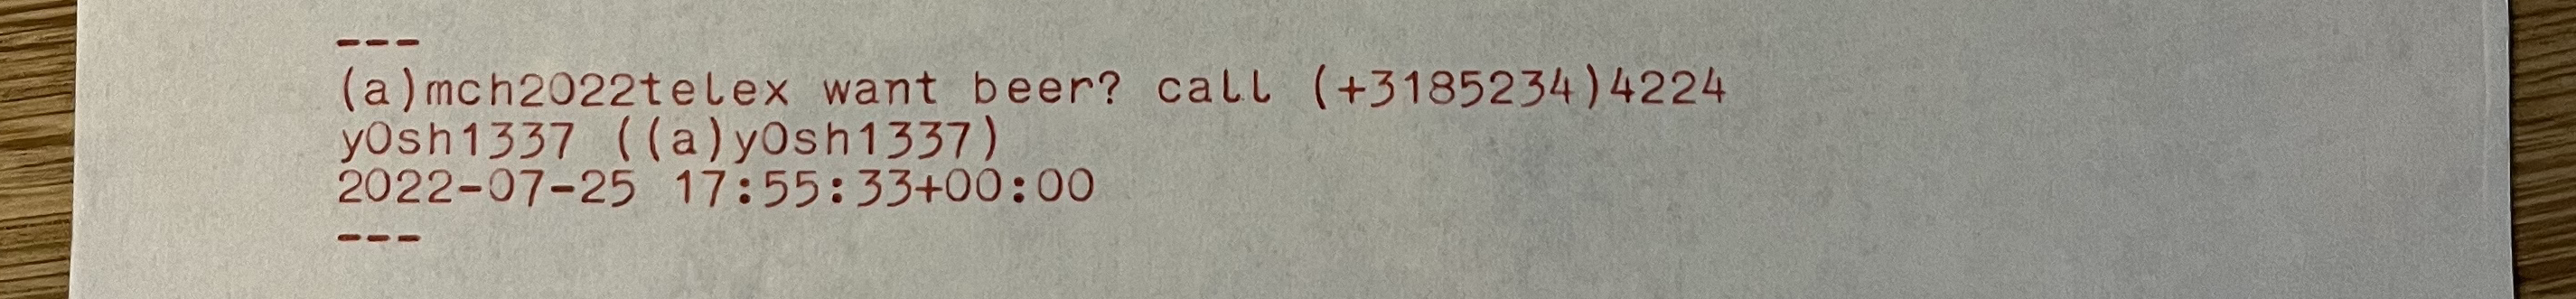 ---
(a)mch2022telex want beer? call (+3185234)4224
y0sh1337 ((a)y0sh1337)
2022-07-25 17:55:33+00:00
---